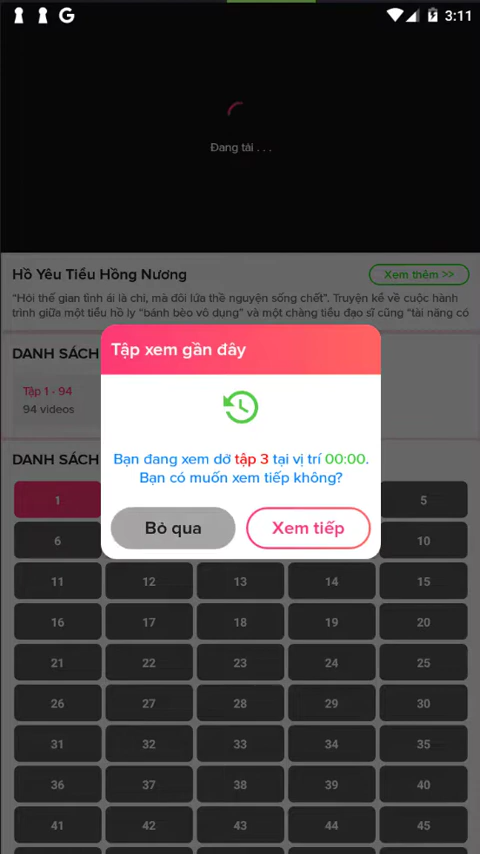 3:11
Đang tải . . .
Hồ Yêu Tiểu Hồng Nương
Xem thêm >>
“Hỏi thế gian tình ái là chi, mà đôi lứa thề nguyện sống chết”. Truyện kể về cuộc hành
trình giữa một tiểu hồ ly “bánh bèo vô dụng” và một chàng tiểu đạo sĩ cũng “tài năng có
DANH SÁCH
Tập xem gần đây
Tập 1 - 94
94 videos
Bạn đang xem dở tập 3 tại vị trí 00:00.
Bạn có muốn xem tiếp không?
DANH SÁCH
Bỏ qua
Xem tiếp
1 5
6 10
11 12 13 14 15
16 17 18 19 20
21 22 23 24 25
26 27 28 29 30
31 32 33 34 35
36 37 38 39 40
41 42 43 44 45